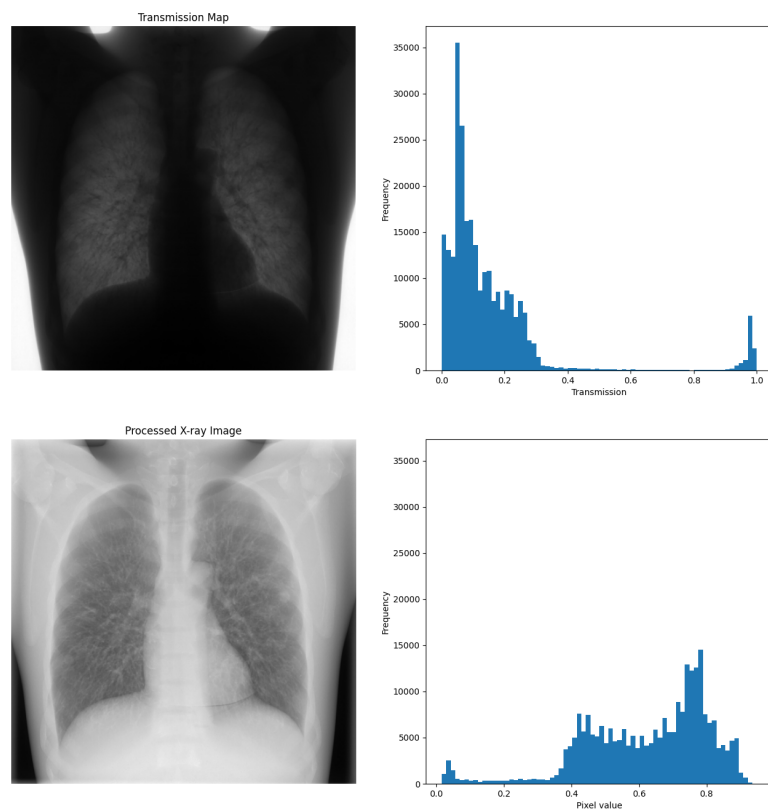 Transmission Map
35000
30000
25000
20000
15000
10000
5000
0
Frequency
0.0 0.2 0.4 0.6 0.8 1.0
Transmission
Processed X-ray Image
35000
30000
25000
20000
15000
10000
5000
0
Frequency
0.0 0.2 0.4 0.6 0.8
Pixel value